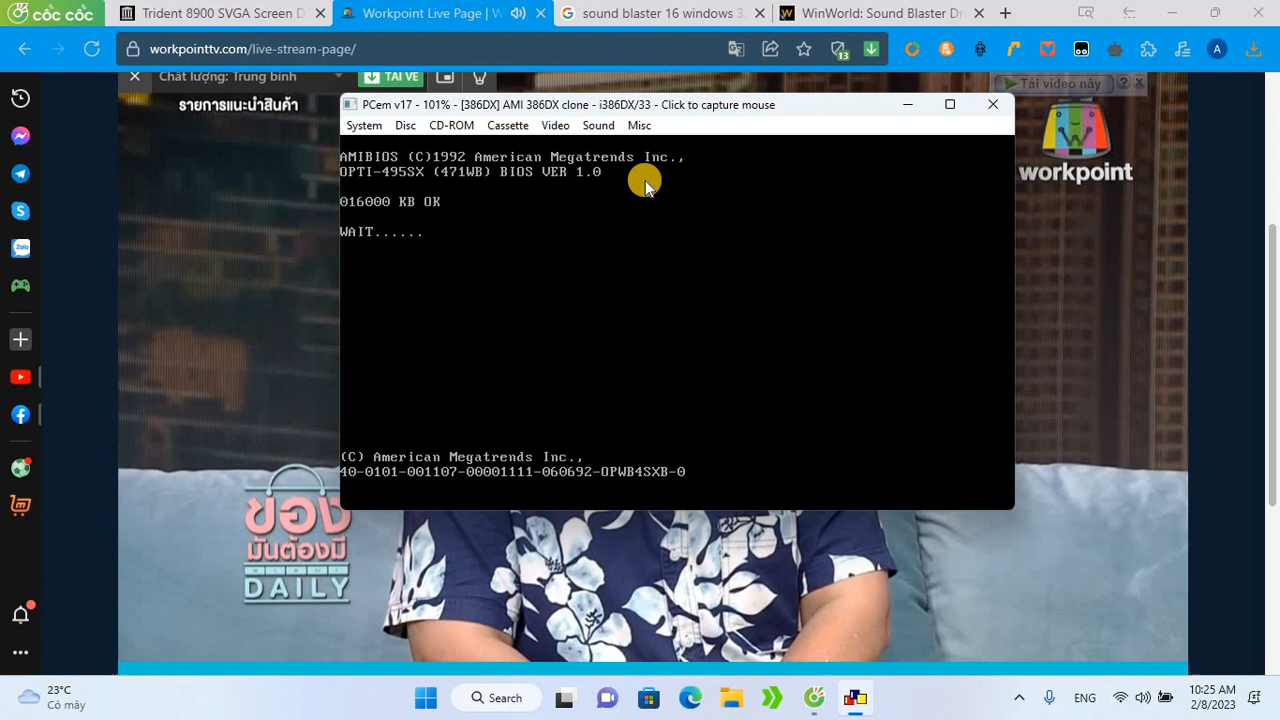 cốc cốc
Trident 8900 SVGA Screen D
Workpoint Live Page | W
sound blaster 16 windows 3
WinWorld: Sound Blaster Dr
workpointtv.com/live-stream-page/
13
A
Chất lượng: Trung bình
TẢI VỀ
Tải video này
?
รายการแนะนำสินค้า
PCem v17 - 101% - [386DX] AMI 386DX clone - i386DX/33 - Click to capture mouse
System Disc CD-ROM Cassette Video Sound Misc
AMIBIOS (C)1992 American Megatrends Inc.,
OPTI-495SX (471WB) BIOS VER 1.0
016000 KB OK
WAIT......
(C) American Megatrends Inc.,
40-0101-001107-00001111-060692-OPWB4SXB-0
workpoint
Zalo
ของ
มันต้องมี
DAILY
23°C
Có mây
Search
ENG
10:25 AM
2/8/2023